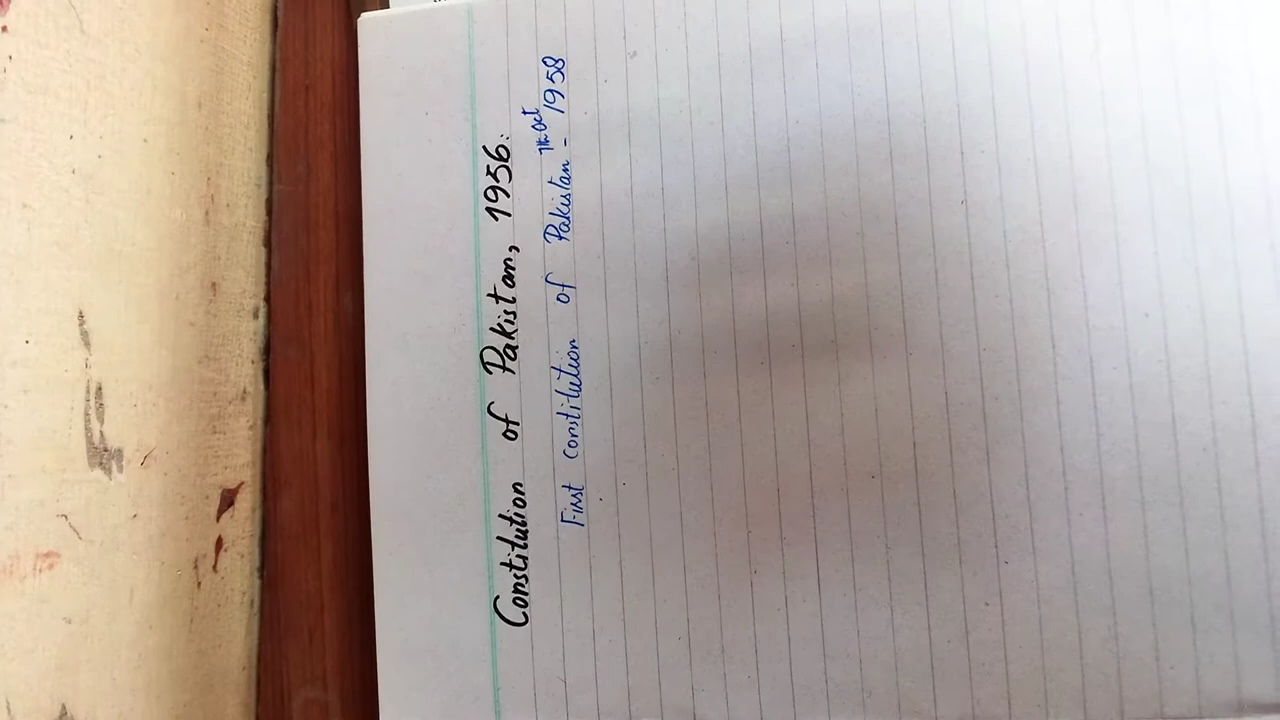 Constitution of Pakistan, 1956:
First constitution of Pakistan - 7th Oct 1958